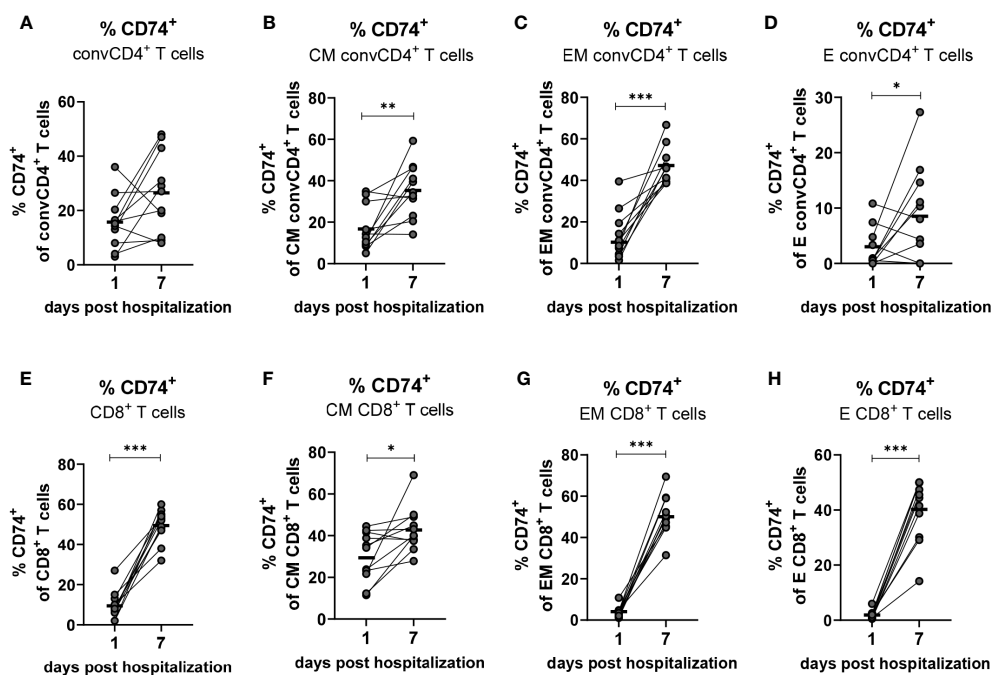 A
% CD74⁺
convCD4⁺ T cells
% CD74⁺
of convCD4⁺ T cells
60
40
20
0
1 7
days post hospitalization
B
% CD74⁺
CM convCD4⁺ T cells
% CD74⁺
of CM convCD4⁺ T cells
80
60
40
20
0
**
1 7
days post hospitalization
C
% CD74⁺
EM convCD4⁺ T cells
% CD74⁺
of EM convCD4⁺ T cells
80
60
40
20
0
***
1 7
days post hospitalization
D
% CD74⁺
E convCD4⁺ T cells
% CD74⁺
of E convCD4⁺ T cells
30
20
10
0
*
1 7
days post hospitalization
E
% CD74⁺
CD8⁺ T cells
% CD74⁺
of CD8⁺ T cells
80
60
40
20
0
***
1 7
days post hospitalization
F
% CD74⁺
CM CD8⁺ T cells
% CD74⁺
of CM CD8⁺ T cells
80
60
40
20
0
*
1 7
days post hospitalization
G
% CD74⁺
EM CD8⁺ T cells
% CD74⁺
of EM CD8⁺ T cells
80
60
40
20
0
***
1 7
days post hospitalization
H
% CD74⁺
E CD8⁺ T cells
% CD74⁺
of E CD8⁺ T cells
60
40
20
0
***
1 7
days post hospitalization